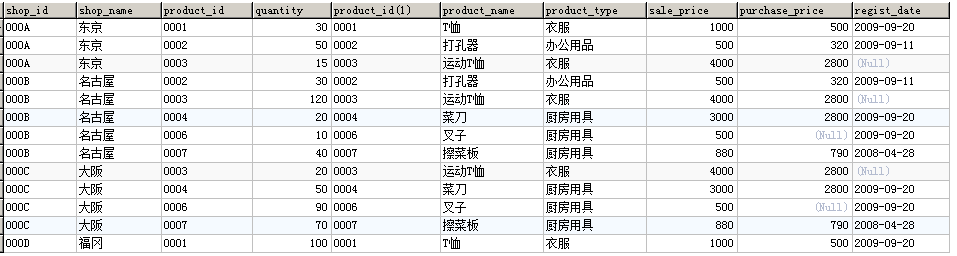 shop_id shop_name product_id quantity product_id(1) product_name product_type sale_price purchase_price regist_date
000A 东京 0001 30 0001 T恤 衣服 1000 500 2009-09-20
000A 东京 0002 50 0002 打孔器 办公用品 500 320 2009-09-11
000A 东京 0003 15 0003 运动T恤 衣服 4000 2800 (Null)
000B 名古屋 0002 30 0002 打孔器 办公用品 500 320 2009-09-11
000B 名古屋 0003 120 0003 运动T恤 衣服 4000 2800 (Null)
000B 名古屋 0004 20 0004 菜刀 厨房用具 3000 2800 2009-09-20
000B 名古屋 0006 10 0006 叉子 厨房用具 500 (Null) 2009-09-20
000B 名古屋 0007 40 0007 擦菜板 厨房用具 880 790 2008-04-28
000C 大阪 0003 20 0003 运动T恤 衣服 4000 2800 (Null)
000C 大阪 0004 50 0004 菜刀 厨房用具 3000 2800 2009-09-20
000C 大阪 0006 90 0006 叉子 厨房用具 500 (Null) 2009-09-20
000C 大阪 0007 70 0007 擦菜板 厨房用具 880 790 2008-04-28
000D 福冈 0001 100 0001 T恤 衣服 1000 500 2009-09-20